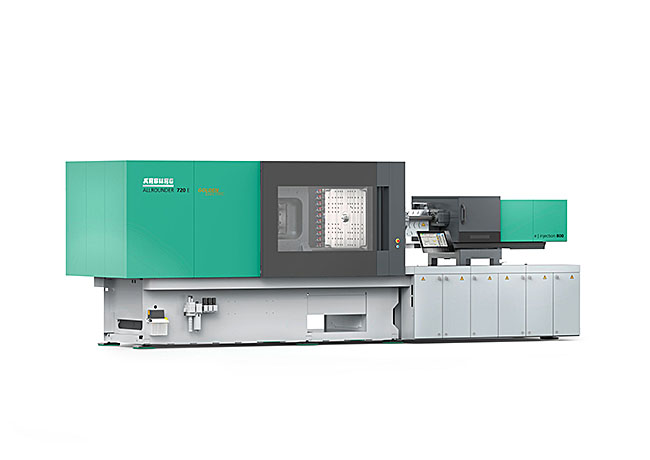 ARBURG
ALLROUNDER 720 E
e | injection 800